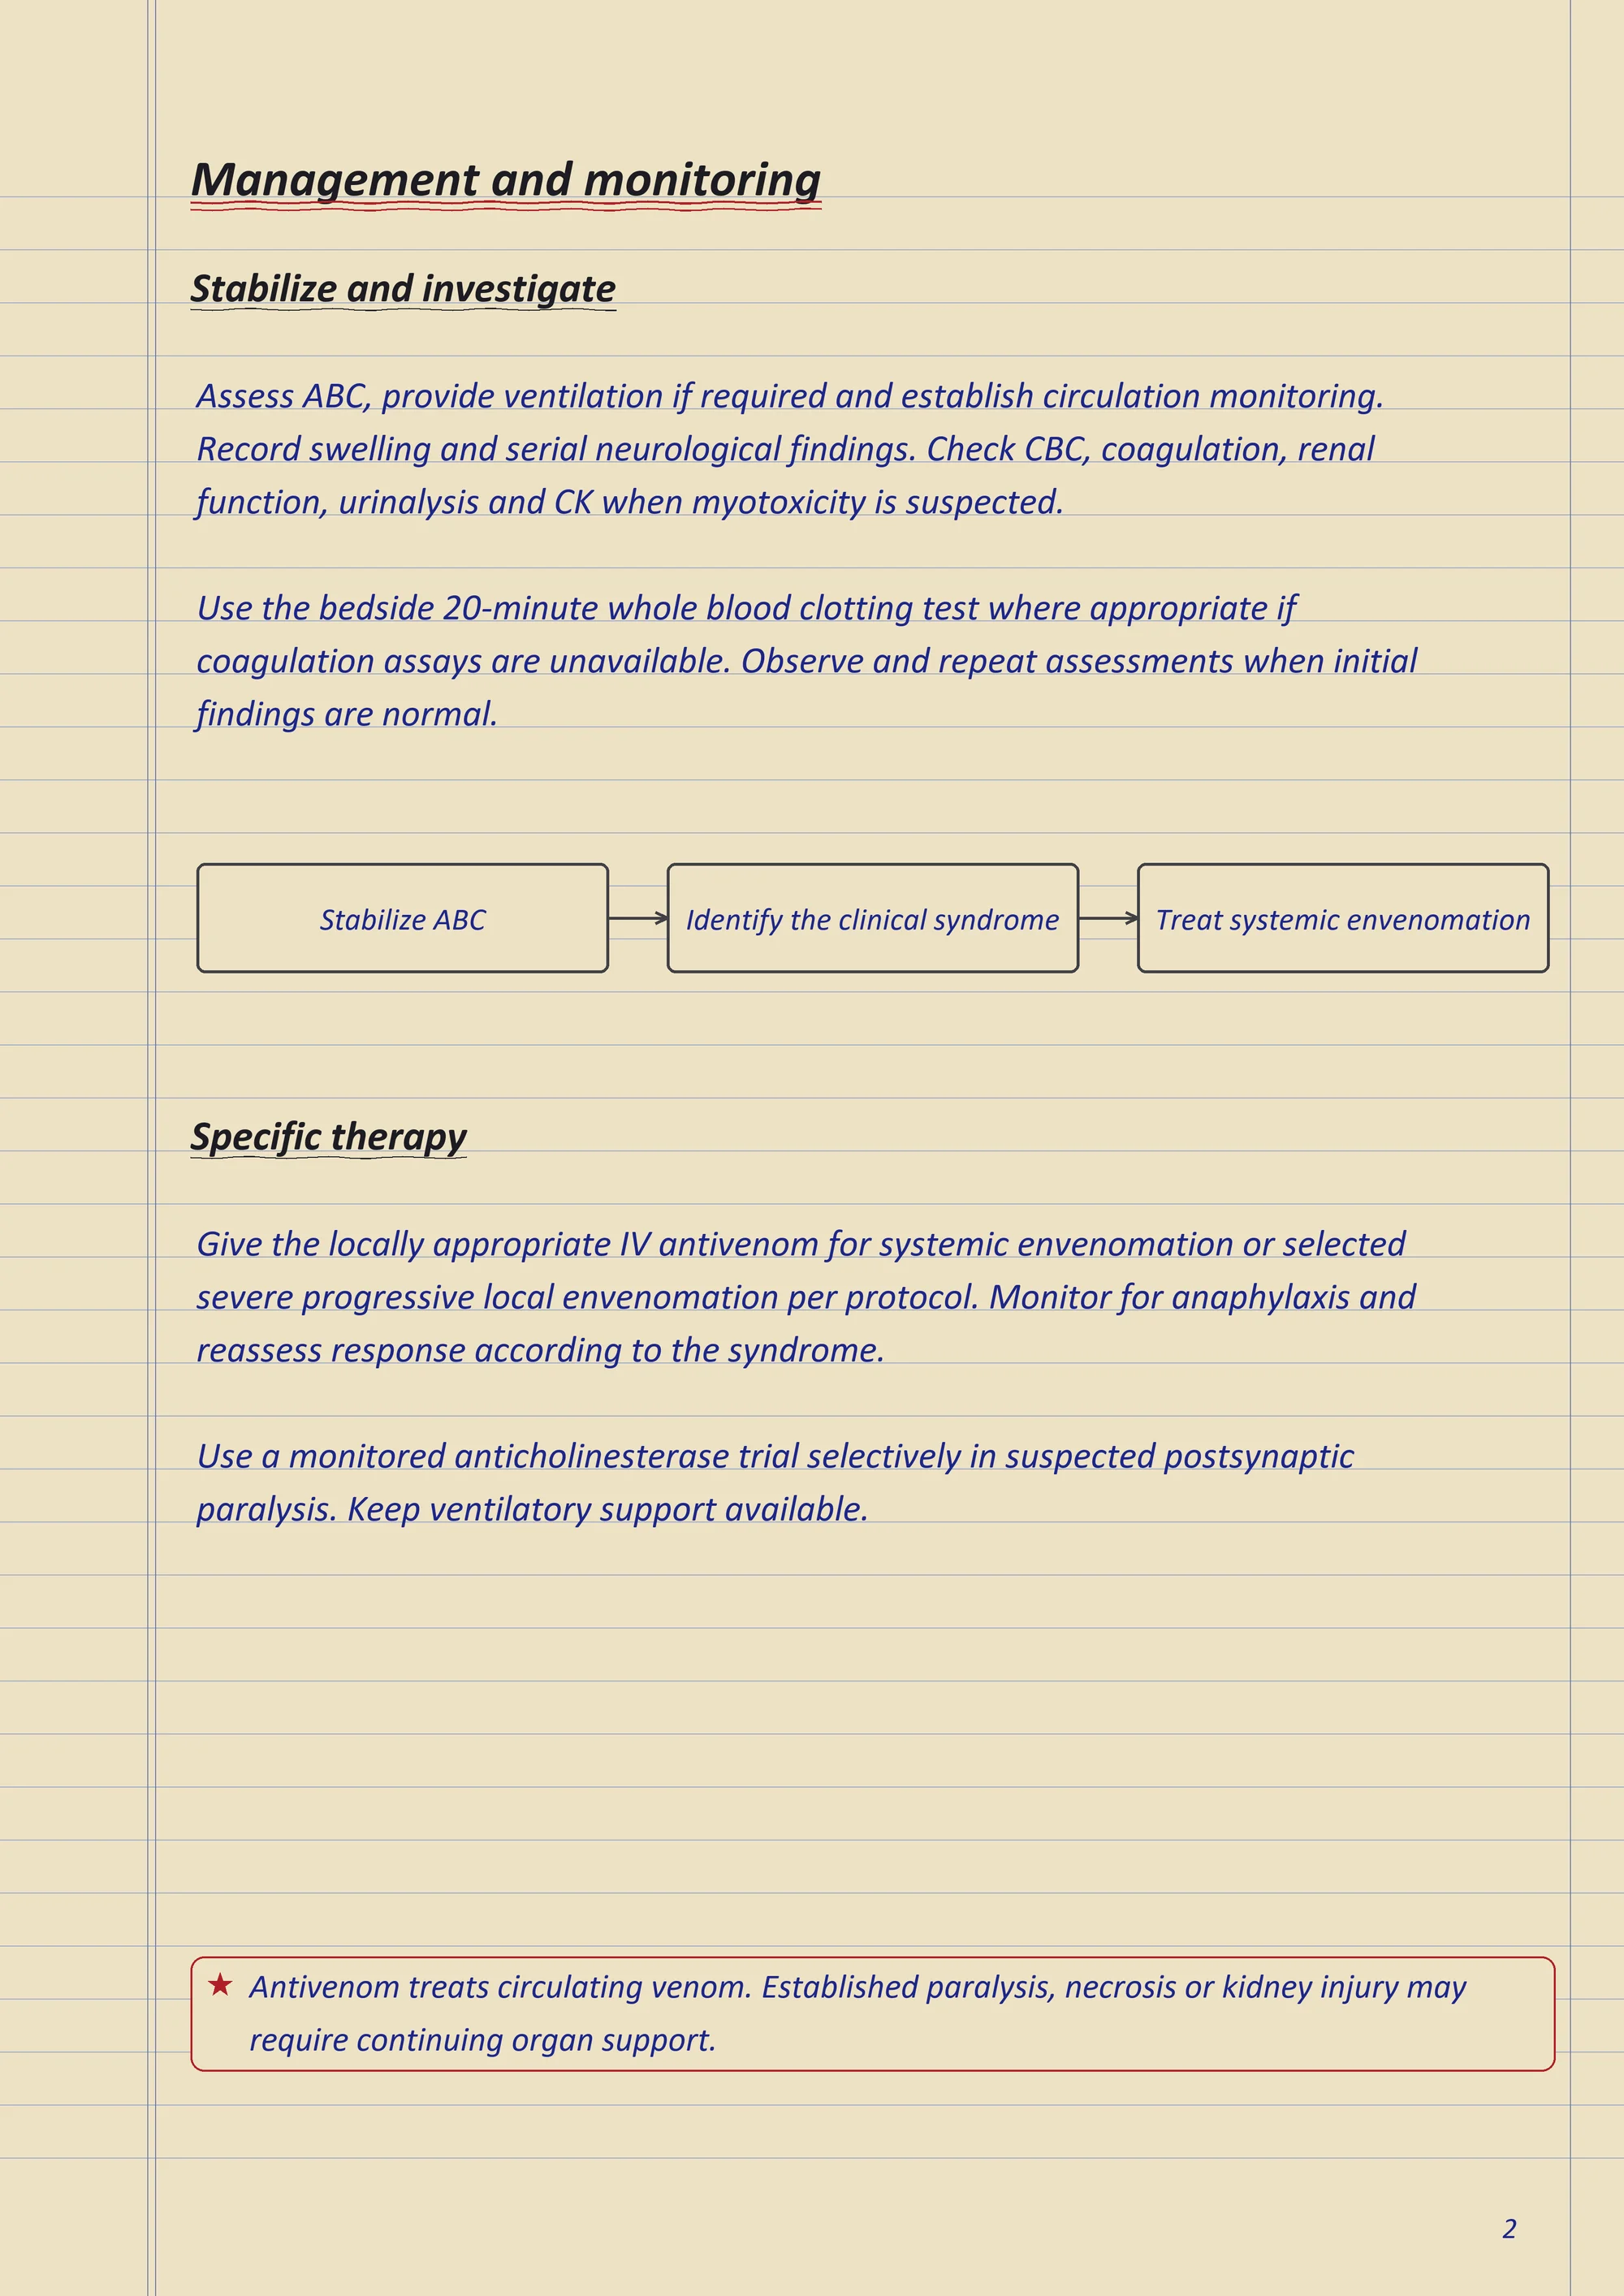 Management and monitoring
Stabilize and investigate
Assess ABC, provide ventilation if required and establish circulation monitoring.
Record swelling and serial neurological findings. Check CBC, coagulation, renal
function, urinalysis and CK when myotoxicity is suspected.
Use the bedside 20-minute whole blood clotting test where appropriate if
coagulation assays are unavailable. Observe and repeat assessments when initial
findings are normal.
Stabilize ABC
Identify the clinical syndrome
Treat systemic envenomation
Specific therapy
Give the locally appropriate IV antivenom for systemic envenomation or selected
severe progressive local envenomation per protocol. Monitor for anaphylaxis and
reassess response according to the syndrome.
Use a monitored anticholinesterase trial selectively in suspected postsynaptic
paralysis. Keep ventilatory support available.
★ Antivenom treats circulating venom. Established paralysis, necrosis or kidney injury may
require continuing organ support.
2